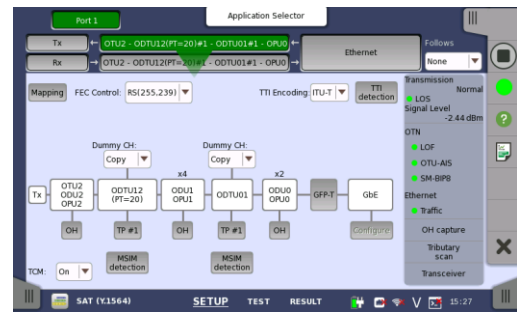 Port 1
Application Selector
Tx
OTU2 - ODTU12(PT=20)#1 - ODTU01#1 - OPU0
Rx
OTU2 - ODTU12(PT=20)#1 - ODTU01#1 - OPU0
Ethernet
Follows
None
Mapping
FEC Control:
RS(255,239)
TTI Encoding:
ITU-T
TTI
detection
Transmission
Normal
LOS
Signal Level
-2.44 dBm
OTN
LOF
OTU-AIS
SM-BIP8
Ethernet
Traffic
OH capture
Tributary
scan
Transceiver
Dummy CH:
Copy
Dummy CH:
Copy
x4
x2
Tx
OTU2
ODU2
OPU2
ODTU12
(PT=20)
ODU1
OPU1
ODTU01
ODU0
OPU0
GFP-T
GbE
OH
TP #1
OH
TP #1
OH
Configure
MSIM
detection
MSIM
detection
TCM:
On
SAT (Y.1564)
SETUP
TEST
RESULT
V
15:27